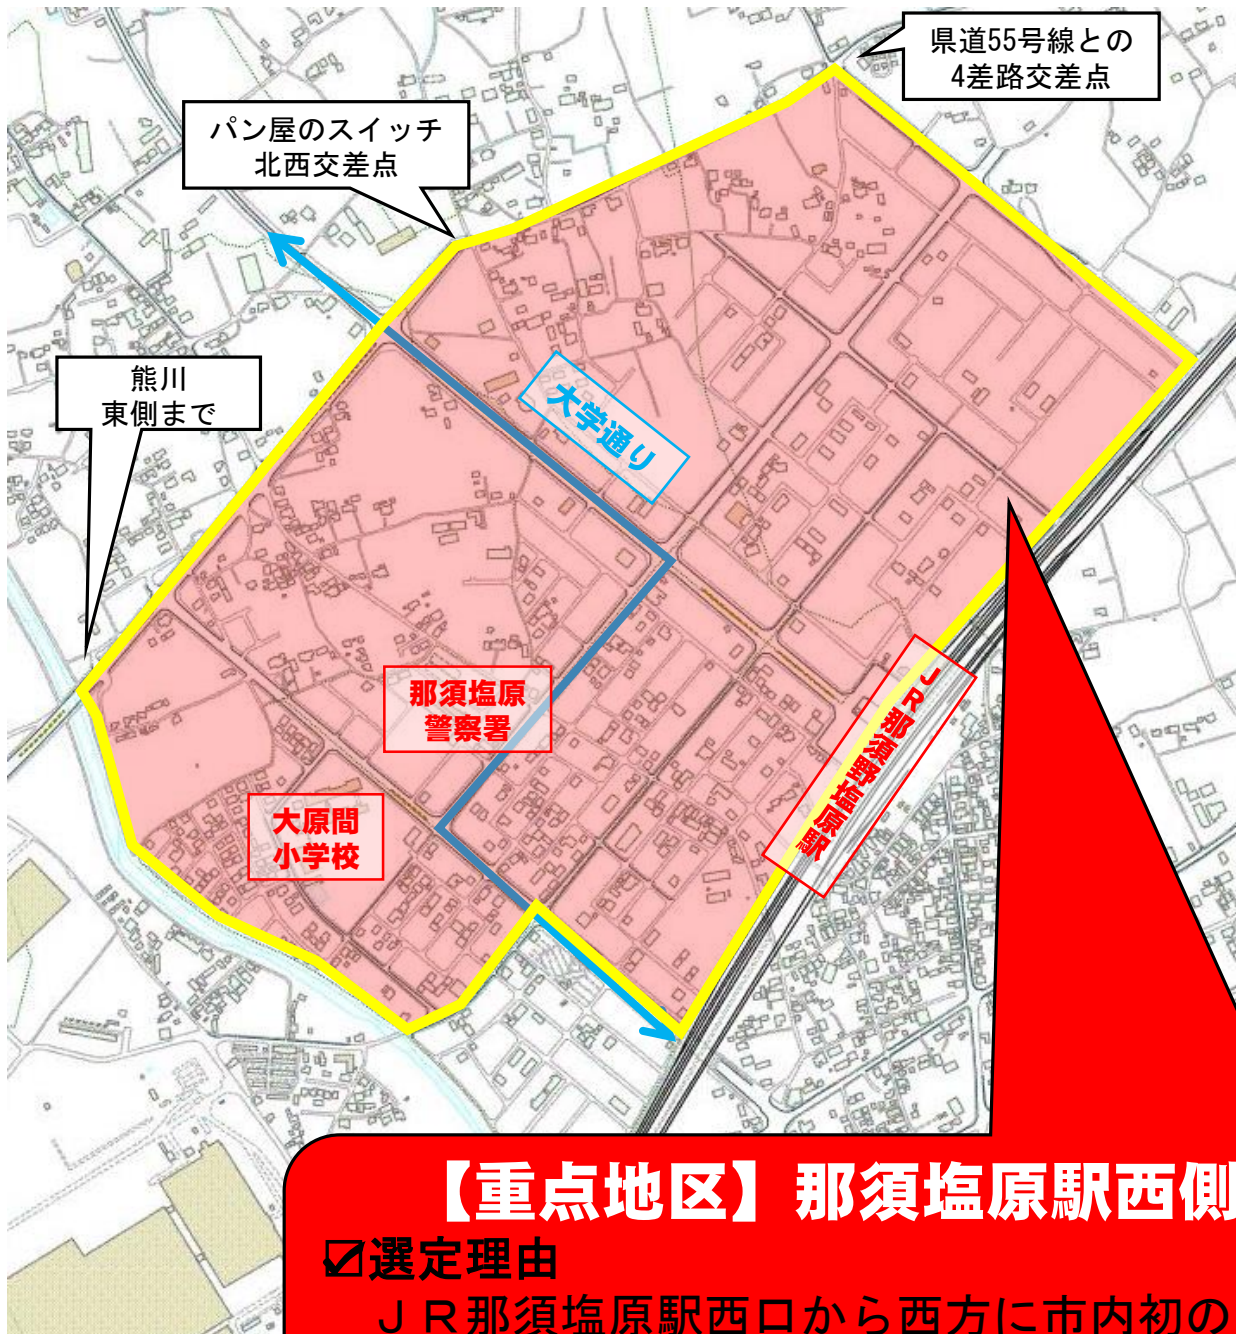 県道55号線との
4差路交差点
パン屋のスイッチ
北西交差点
熊川
東側まで
大学通り
那須塩原
警察署
JR那須野塩原駅
大原間
小学校
【重点地区】那須塩原駅西側
☑選定理由
ＪＲ那須塩原駅西口から西方に市内初の